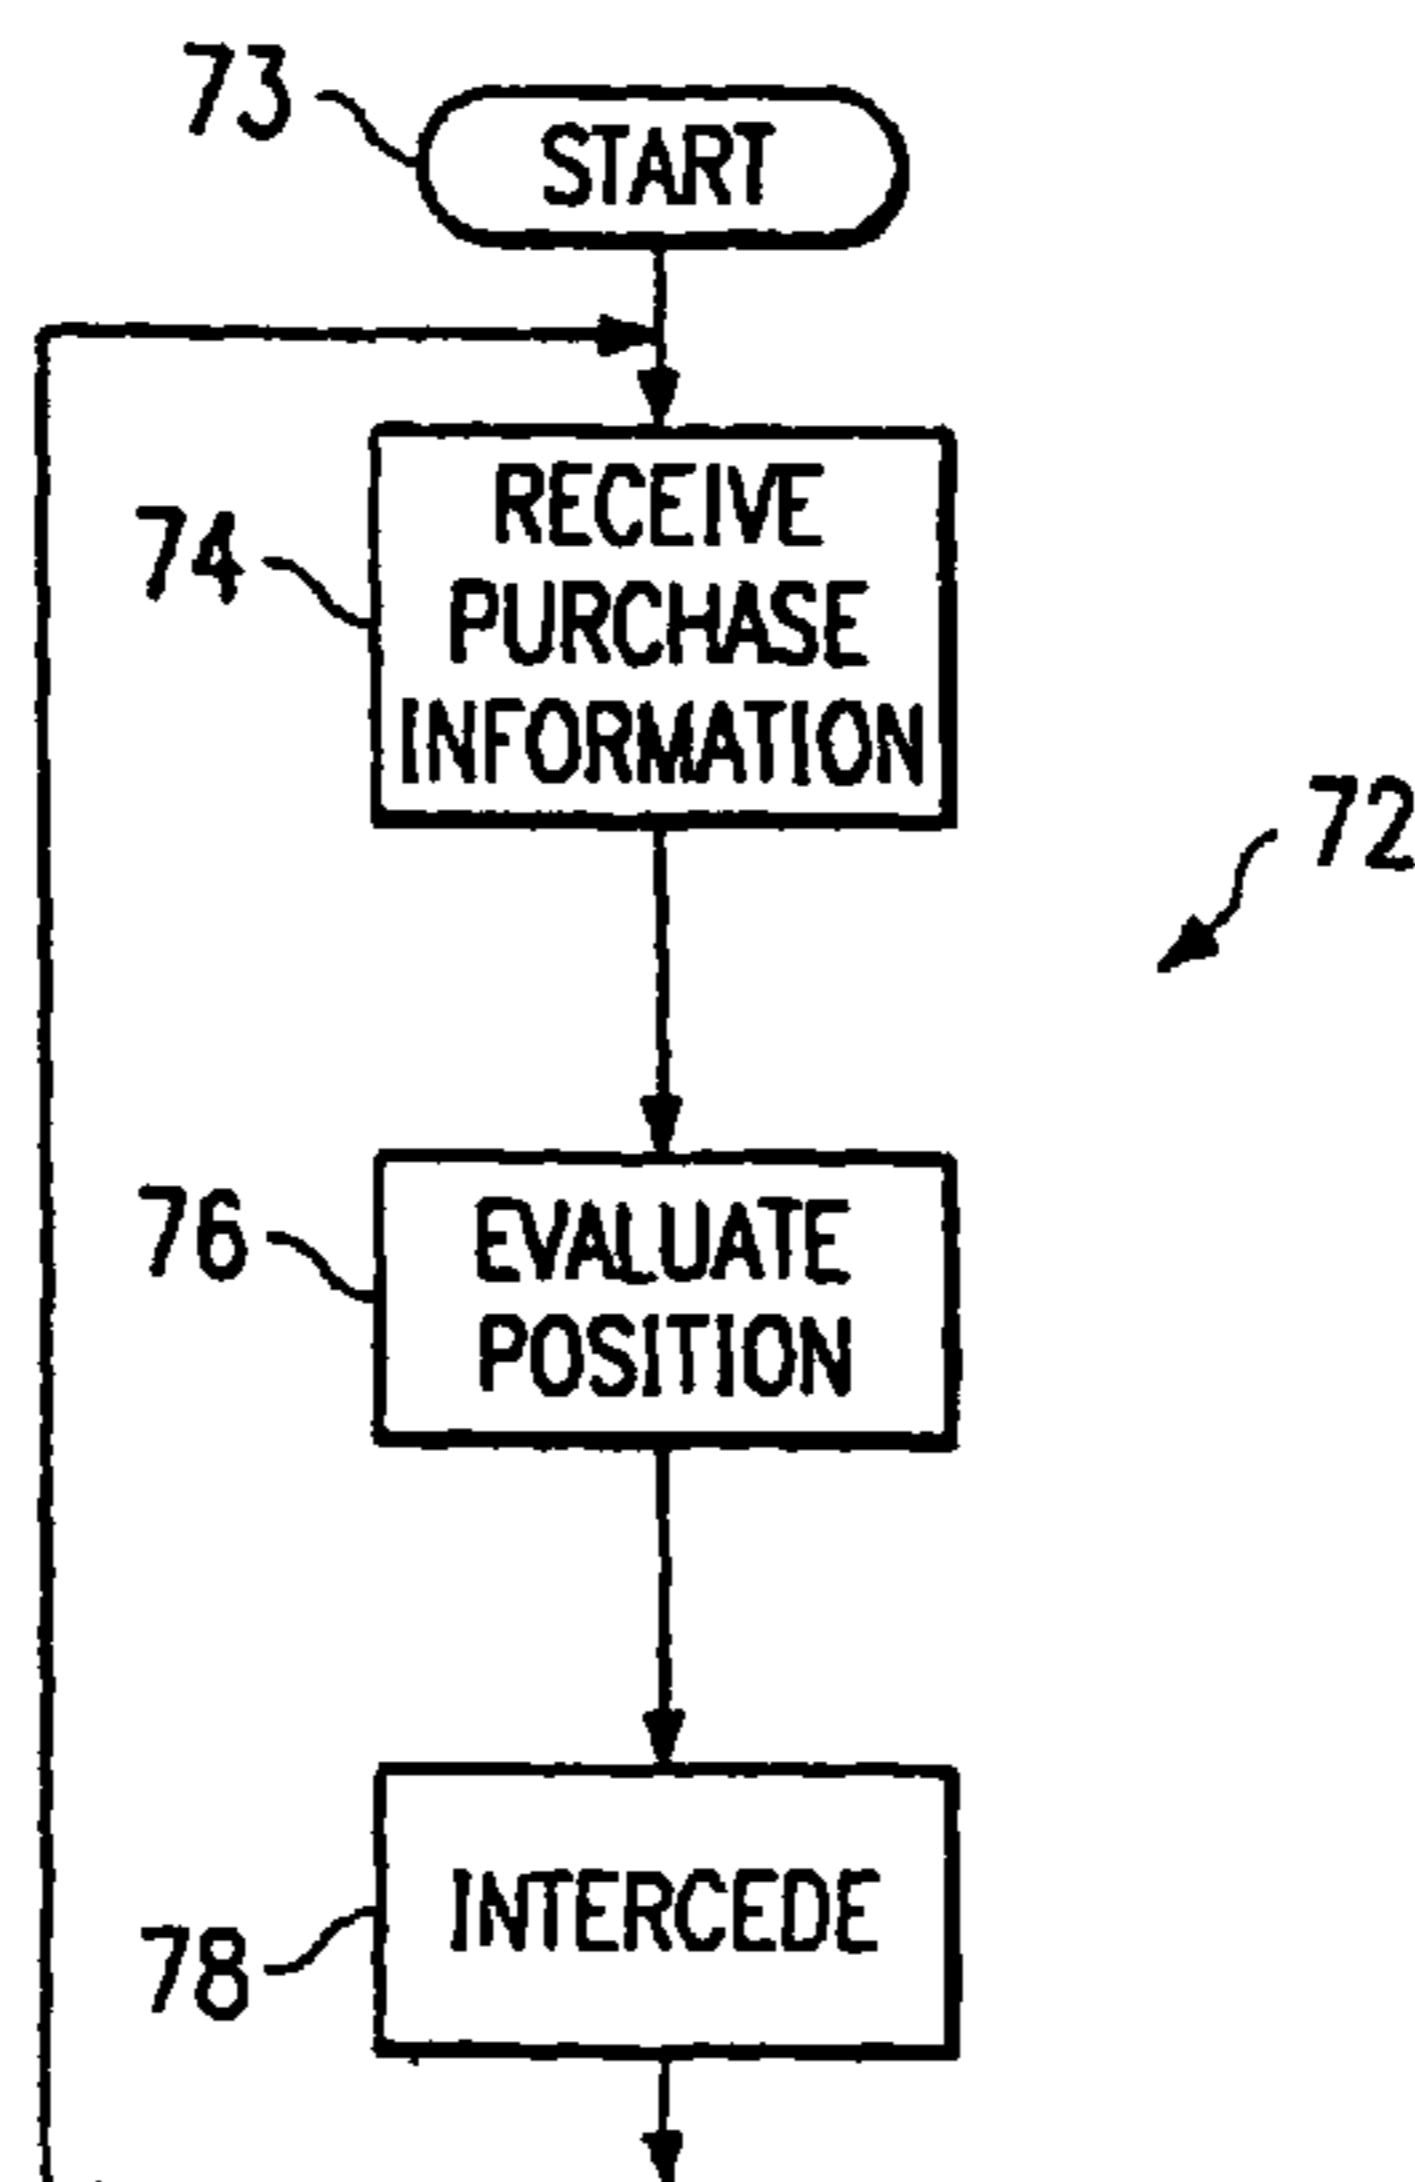 73
START
74
RECEIVE
PURCHASE
INFORMATION
72
76
EVALUATE
POSITION
78
INTERCEDE